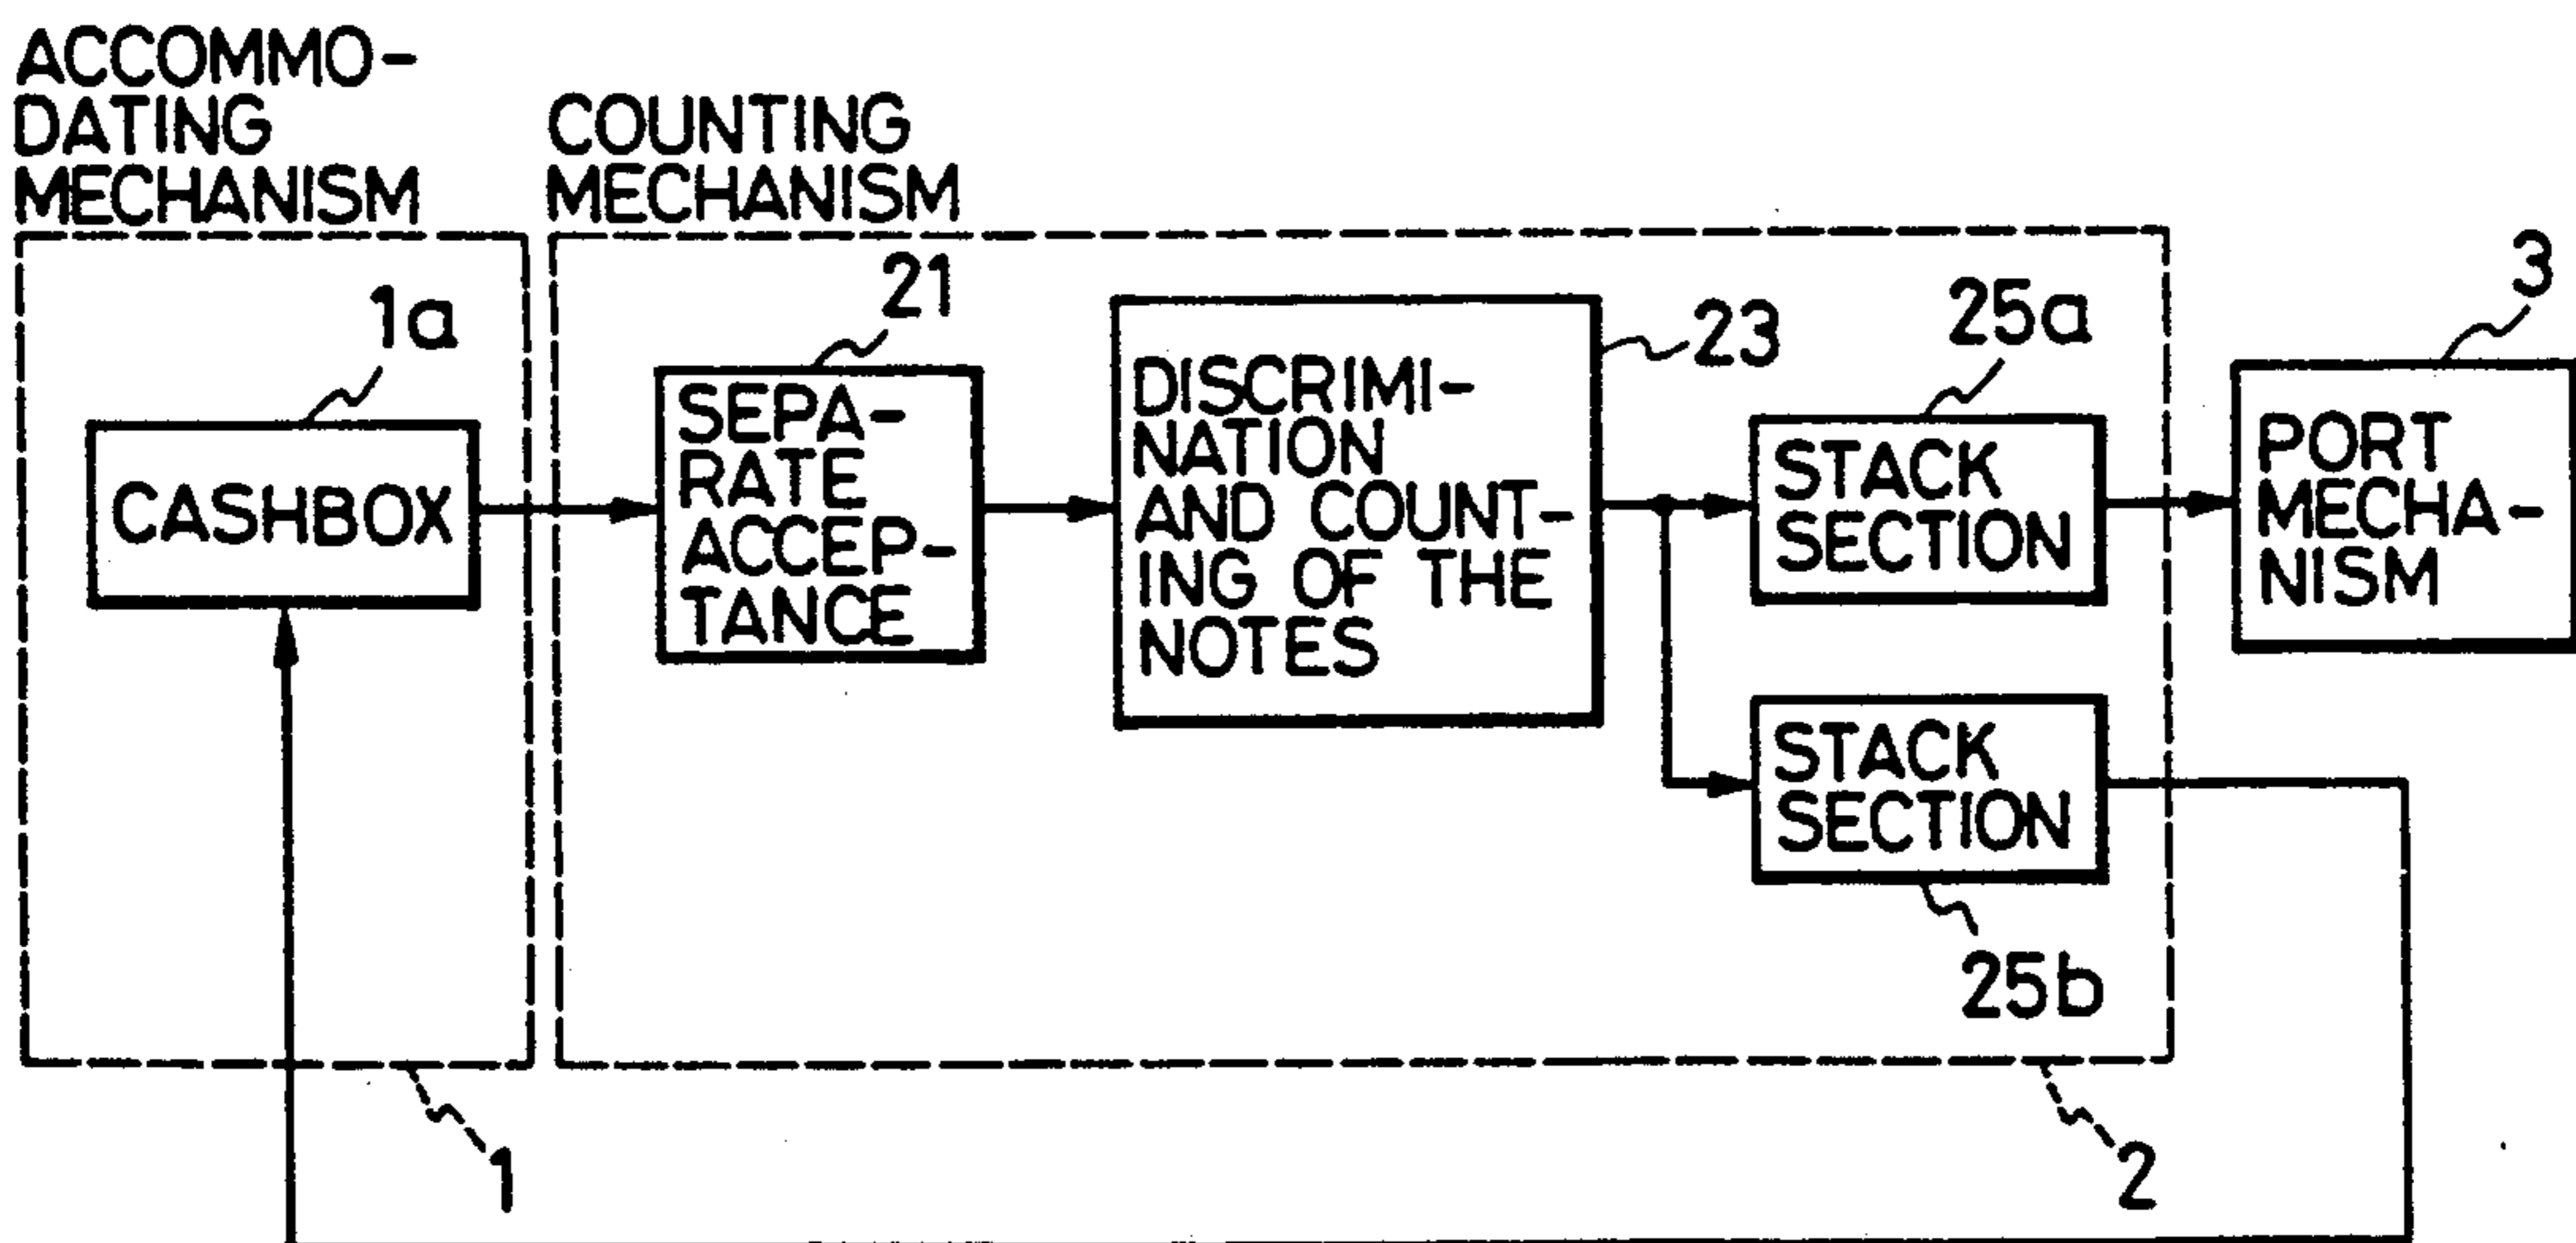 ACCOMMO-
DATING
MECHANISM
COUNTING
MECHANISM
1a
CASHBOX
21
SEPA-
RATE
ACCEP-
TANCE
DISCRIMI-
NATION
AND COUNT-
ING OF THE
NOTES
23
25a
STACK
SECTION
3
PORT
MECHA-
NISM
STACK
SECTION
25b
1
2